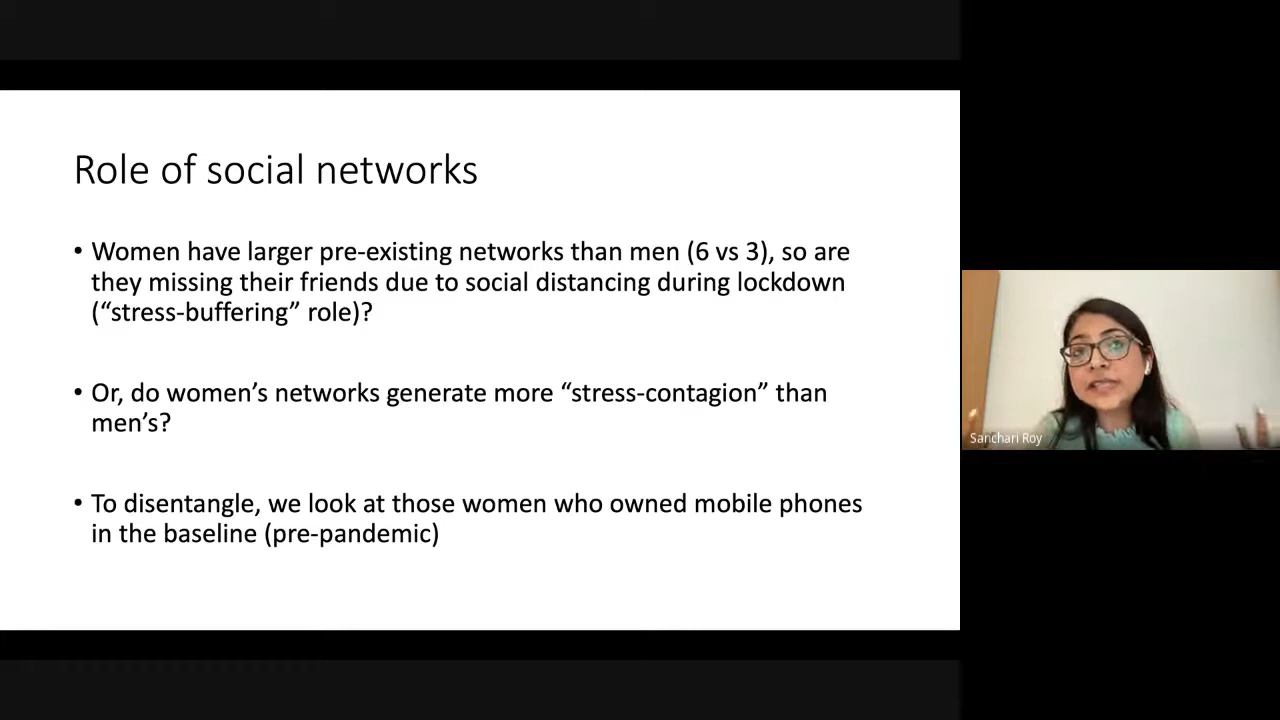 Role of social networks
• Women have larger pre-existing networks than men (6 vs 3), so are
they missing their friends due to social distancing during lockdown
(“stress-buffering” role)?
• Or, do women’s networks generate more “stress-contagion” than
men’s?
• To disentangle, we look at those women who owned mobile phones
in the baseline (pre-pandemic)
Sanchari Roy